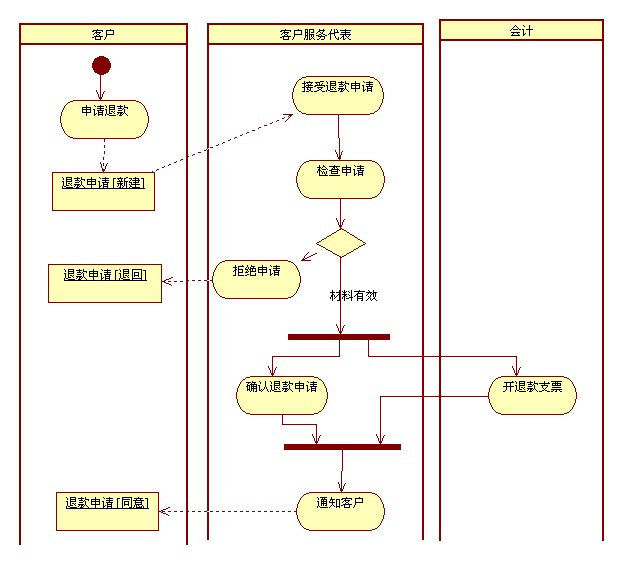 客户
客户服务代表
会计
申请退款
接受退款申请
退款申请[新建]
检查申请
拒绝申请
退款申请[退回]
材料有效
确认退款申请
开退款支票
通知客户
退款申请[同意]